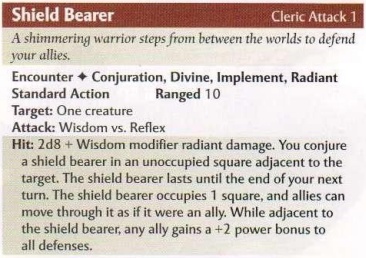 Shield Bearer Cleric Attack 1
A shimmering warrior steps from between the worlds to defend
your allies.
Encounter ✦ Conjuration, Divine, Implement, Radiant
Standard Action Ranged 10
Target: One creature
Attack: Wisdom vs. Reflex
Hit: 2d8 + Wisdom modifier radiant damage. You conjure
a shield bearer in an unoccupied square adjacent to the
target. The shield bearer lasts until the end of your next
turn. The shield bearer occupies 1 square, and allies can
move through it as if it were an ally. While adjacent to
the shield bearer, any ally gains a +2 power bonus to
all defenses.